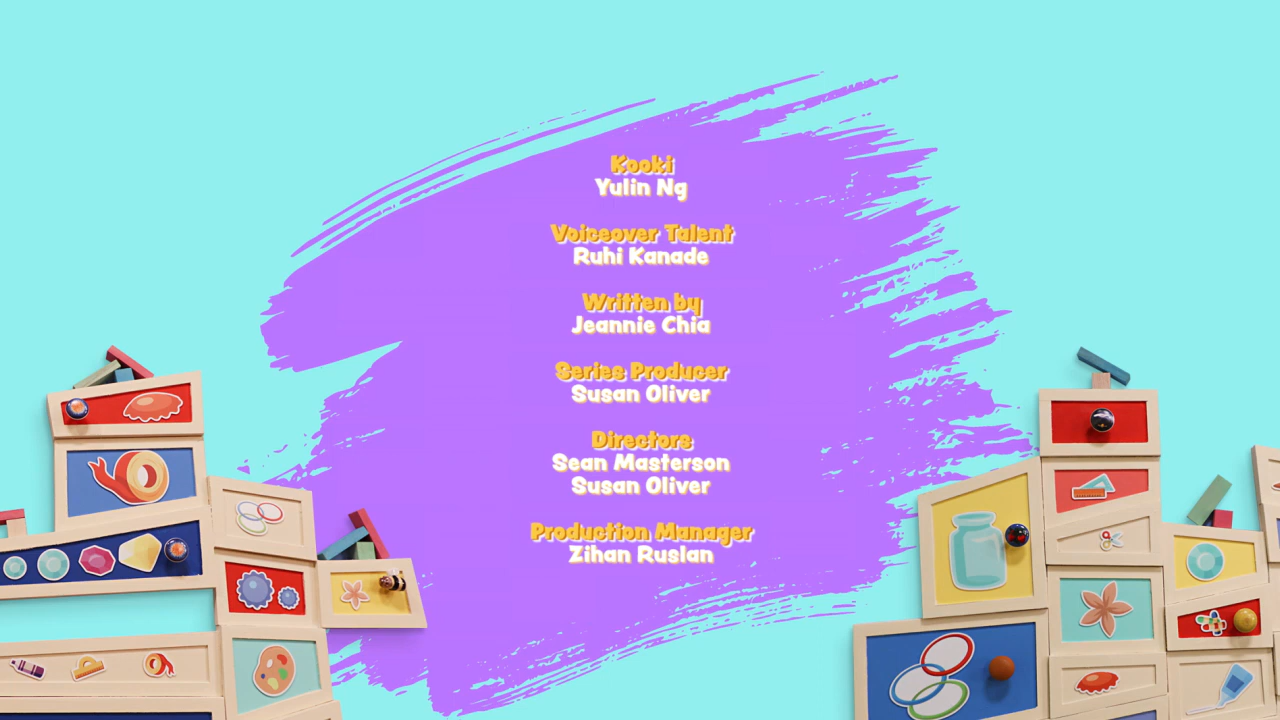 Kooki
Yulin Ng
Voiceover Talent
Ruhi Kanade
Written by
Jeannie Chia
Series Producer
Susan Oliver
Directors
Sean Masterson
Susan Oliver
Production Manager
Zihan Ruslan